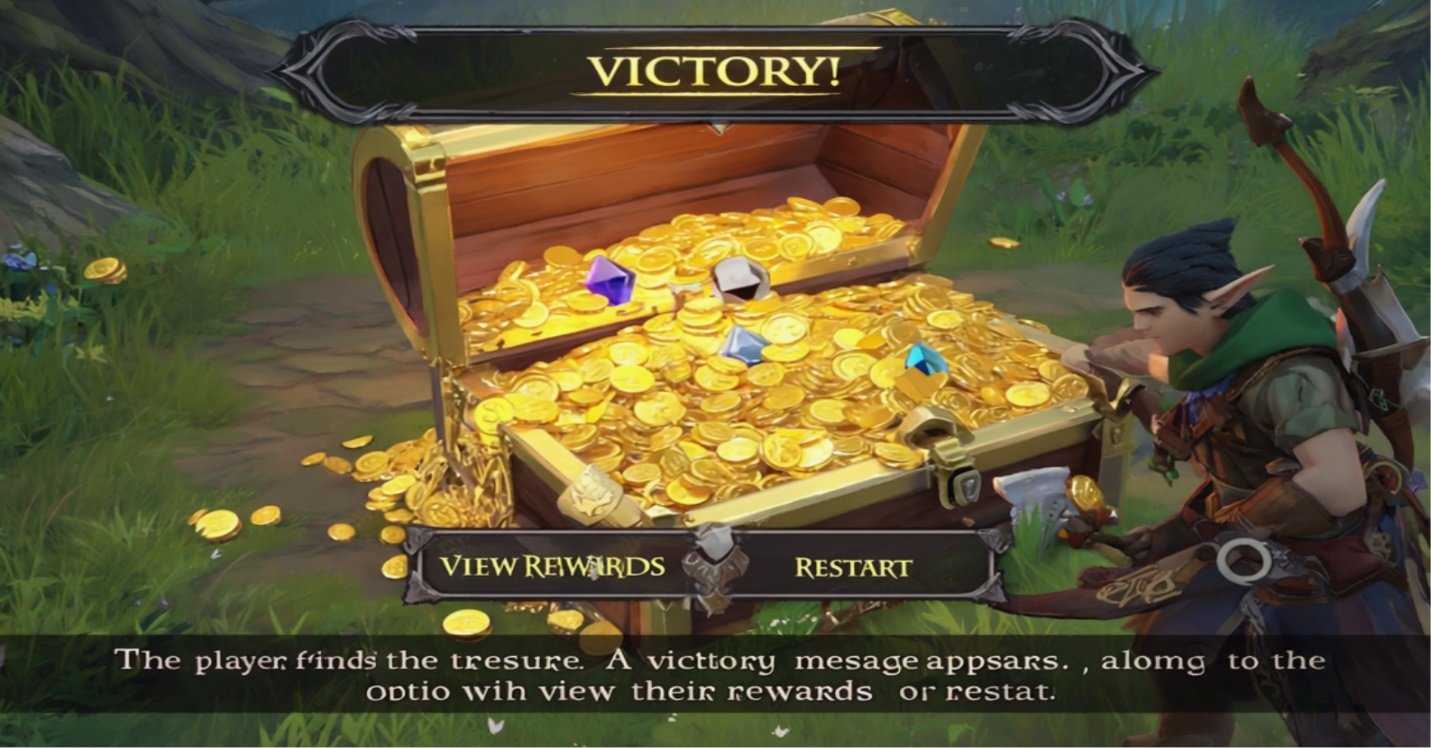 VICTORY!
VIEW REWARDS
RESTART
The player finds the tresure. A victtory mesage appsars. , alomg to the
optio wih view their rewards or restat.